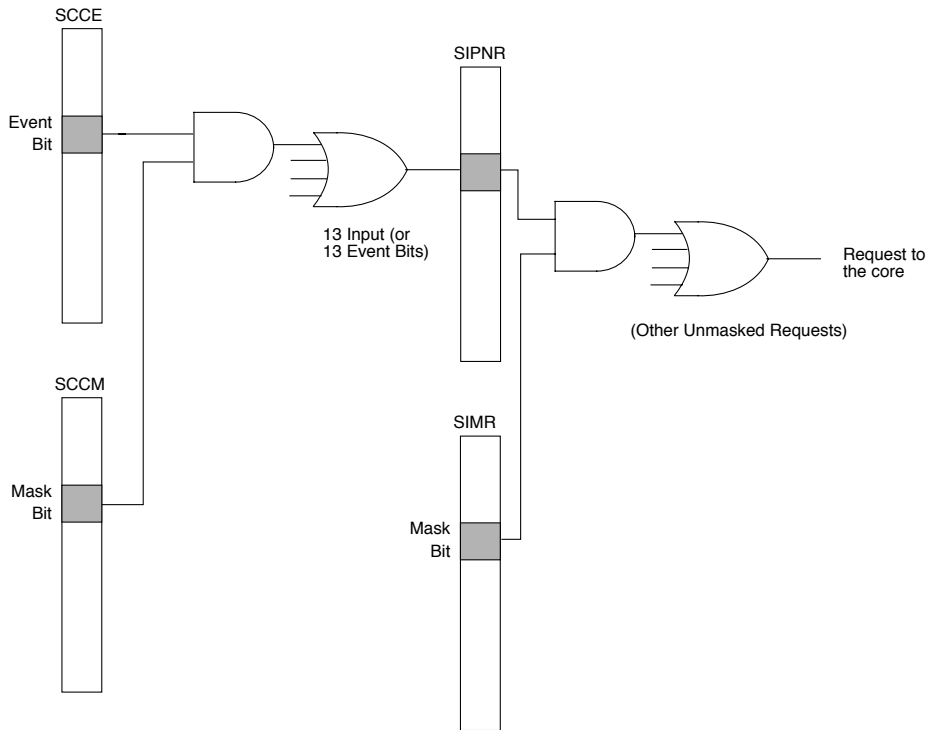 SCCE
SIPNR
Event
Bit
13 Input (or
13 Event Bits)
Request to
the core
(Other Unmasked Requests)
SCCM
SIMR
Mask
Bit
Mask
Bit